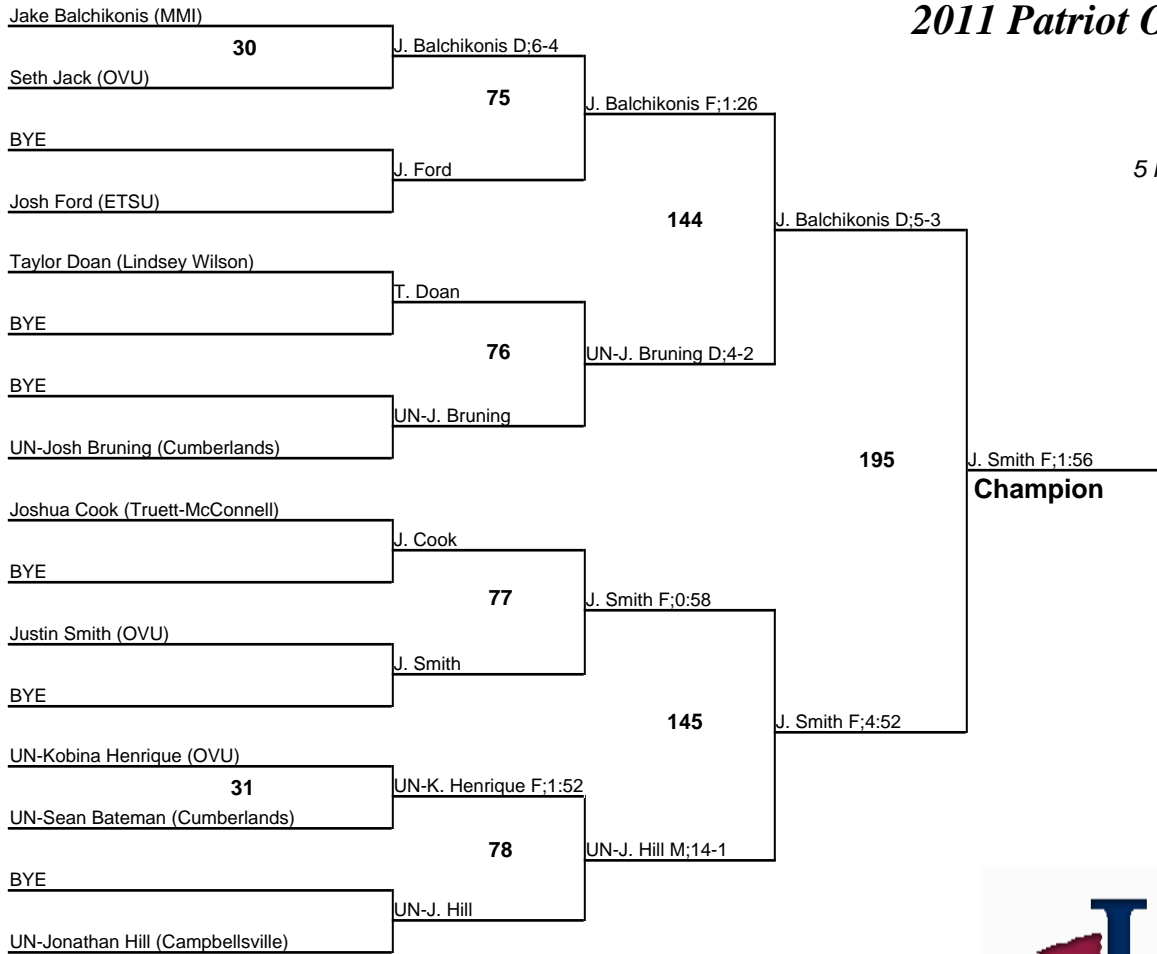 2011 Patriot O
5
Jake Balchikonis (MMI)
30
J. Balchikonis D;6-4
Seth Jack (OVU)
75
J. Balchikonis F;1:26
BYE
J. Ford
Josh Ford (ETSU)
144
J. Balchikonis D;5-3
Taylor Doan (Lindsey Wilson)
T. Doan
BYE
76
UN-J. Bruning D;4-2
BYE
UN-J. Bruning
UN-Josh Bruning (Cumberlands)
195
J. Smith F;1:56
Champion
Joshua Cook (Truett-McConnell)
J. Cook
BYE
77
J. Smith F;0:58
Justin Smith (OVU)
J. Smith
BYE
145
J. Smith F;4:52
UN-Kobina Henrique (OVU)
31
UN-K. Henrique F;1:52
UN-Sean Bateman (Cumberlands)
78
UN-J. Hill M;14-1
BYE
UN-J. Hill
UN-Jonathan Hill (Campbellsville)